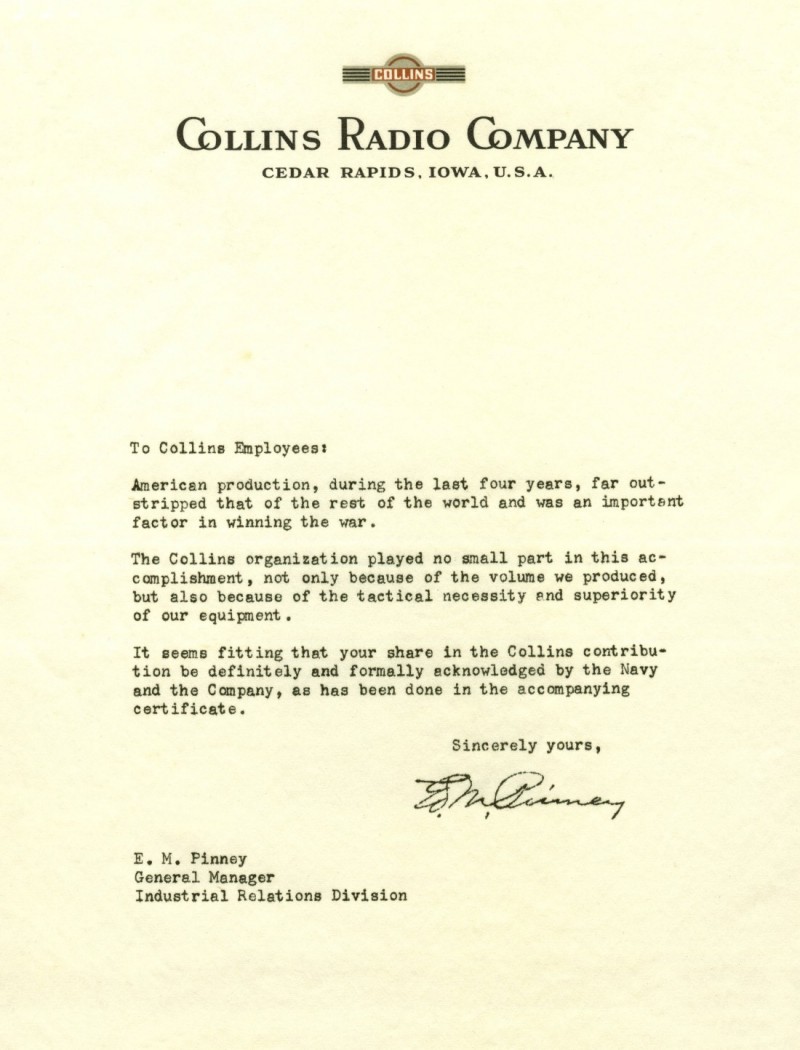 COLLINS
COLLINS RADIO COMPANY
CEDAR RAPIDS, IOWA, U.S.A.
To Collins Employees:
American production, during the last four years, far out-
stripped that of the rest of the world and was an important
factor in winning the war.
The Collins organization played no small part in this ac-
complishment, not only because of the volume we produced,
but also because of the tactical necessity and superiority
of our equipment.
It seems fitting that your share in the Collins contribu-
tion be definitely and formally acknowledged by the Navy
and the Company, as has been done in the accompanying
certificate.
Sincerely yours,
E. M. Pinney
E. M. Pinney
General Manager
Industrial Relations Division